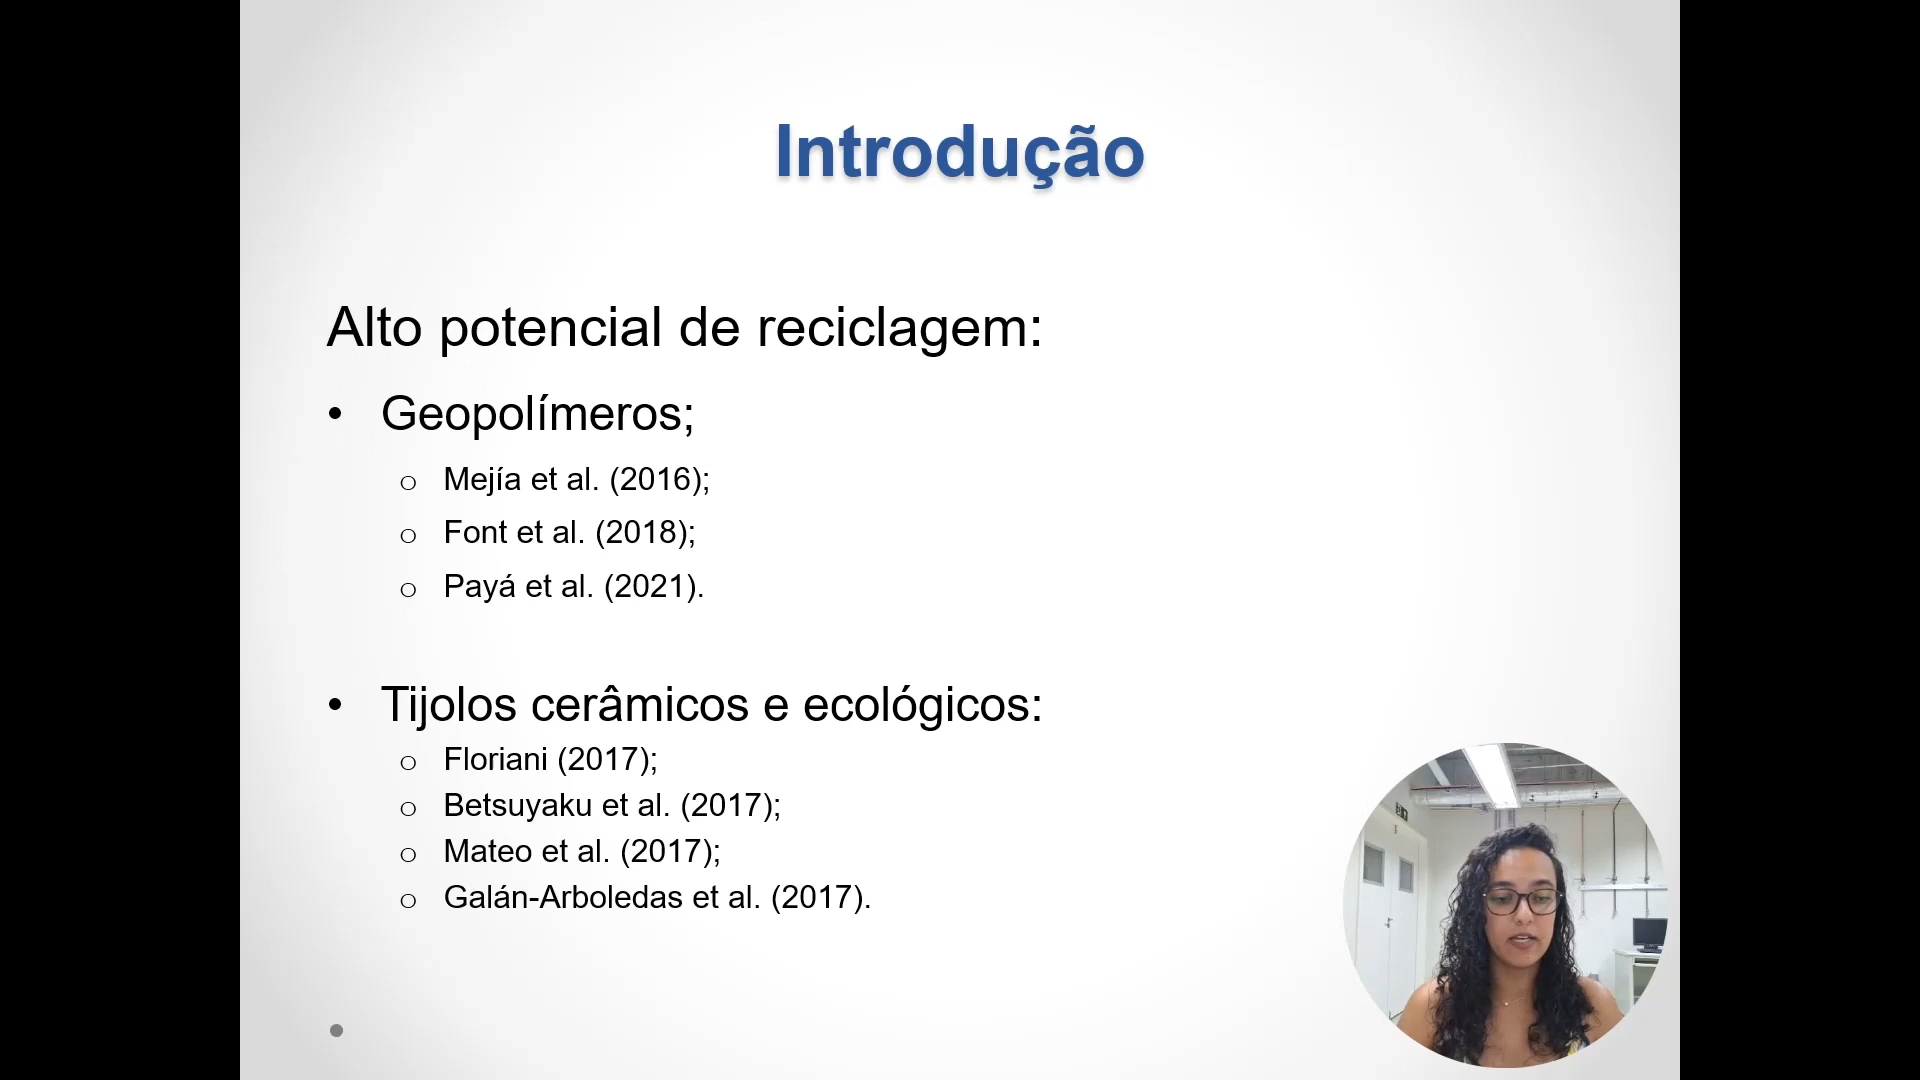 Introdução
Alto potencial de reciclagem:
• Geopolímeros;
o Mejía et al. (2016);
o Font et al. (2018);
o Payá et al. (2021).
• Tijolos cerâmicos e ecológicos:
o Floriani (2017);
o Betsuyaku et al. (2017);
o Mateo et al. (2017);
o Galán-Arboledas et al. (2017).